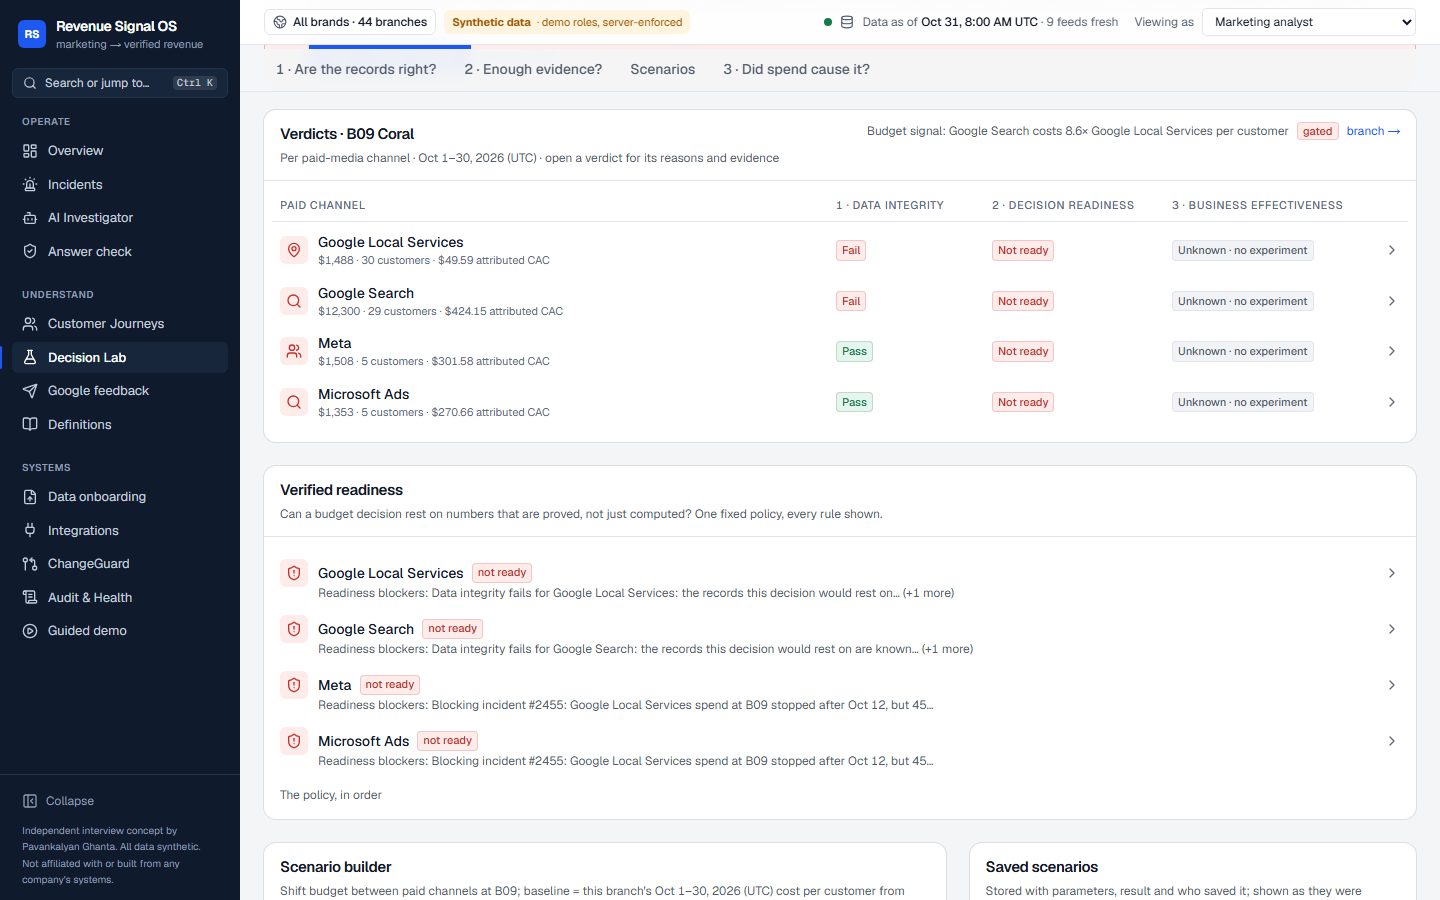 RS
Revenue Signal OS
marketing → verified revenue
Search or jump to...
Ctrl K
OPERATE
Overview
Incidents
AI Investigator
Answer check
UNDERSTAND
Customer Journeys
Decision Lab
Google feedback
Definitions
SYSTEMS
Data onboarding
Integrations
ChangeGuard
Audit & Health
Guided demo
Collapse
Independent interview concept by
Pavankalyan Ghanta. All data synthetic.
Not affiliated with or built from any
company's systems.
All brands · 44 branches
Synthetic data · demo roles, server-enforced
Data as of Oct 31, 8:00 AM UTC · 9 feeds fresh
Viewing as
Marketing analyst
1 · Are the records right?
2 · Enough evidence?
Scenarios
3 · Did spend cause it?
Verdicts · B09 Coral
Budget signal: Google Search costs 8.6× Google Local Services per customer
gated
branch →
Per paid-media channel · Oct 1–30, 2026 (UTC) · open a verdict for its reasons and evidence
PAID CHANNEL
1 · DATA INTEGRITY
2 · DECISION READINESS
3 · BUSINESS EFFECTIVENESS
Google Local Services
$1,488 · 30 customers · $49.59 attributed CAC
Fail
Not ready
Unknown · no experiment
Google Search
$12,300 · 29 customers · $424.15 attributed CAC
Fail
Not ready
Unknown · no experiment
Meta
$1,508 · 5 customers · $301.58 attributed CAC
Pass
Not ready
Unknown · no experiment
Microsoft Ads
$1,353 · 5 customers · $270.66 attributed CAC
Pass
Not ready
Unknown · no experiment
Verified readiness
Can a budget decision rest on numbers that are proved, not just computed? One fixed policy, every rule shown.
Google Local Services
not ready
Readiness blockers: Data integrity fails for Google Local Services: the records this decision would rest on... (+1 more)
Google Search
not ready
Readiness blockers: Data integrity fails for Google Search: the records this decision would rest on are known... (+1 more)
Meta
not ready
Readiness blockers: Blocking incident #2455: Google Local Services spend at B09 stopped after Oct 12, but 45...
Microsoft Ads
not ready
Readiness blockers: Blocking incident #2455: Google Local Services spend at B09 stopped after Oct 12, but 45...
The policy, in order
Scenario builder
Shift budget between paid channels at B09; baseline = this branch's Oct 1–30, 2026 (UTC) cost per customer from
Saved scenarios
Stored with parameters, result and who saved it; shown as they were